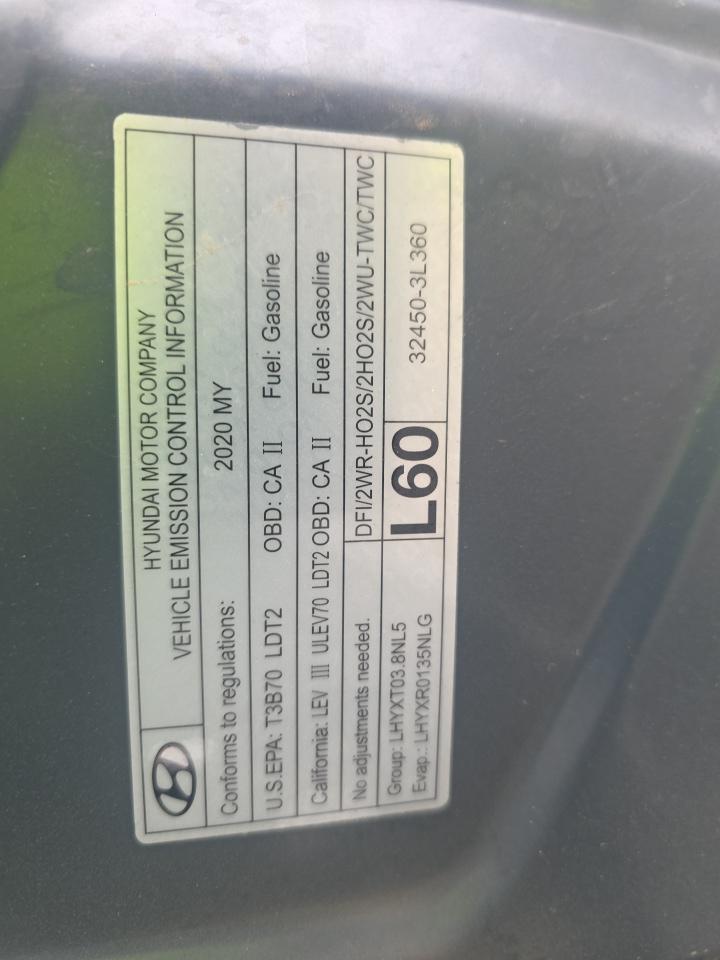 HYUNDAI MOTOR COMPANY
VEHICLE EMISSION CONTROL INFORMATION
Conforms to regulations: 2020 MY
U.S.EPA: T3B70 LDT2 OBD: CA II Fuel: Gasoline
California: LEV III ULEV70 LDT2 OBD: CA II Fuel: Gasoline
No adjustments needed. DFI/2WR-HO2S/2HO2S/2WU-TWC/TWC
Group: LHYXT03.8NL5
Evap.: LHYXR0135NLG
L60
32450-3L360